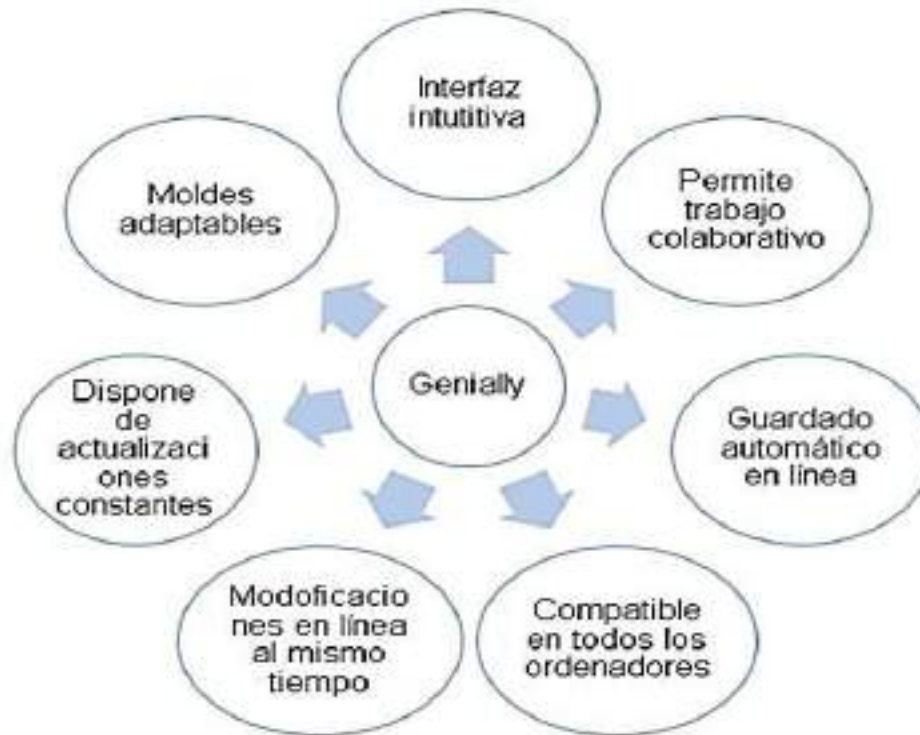 Interfaz
intutitiva
Permite
trabajo
colaborativo
Guardado
automático
en línea
Compatible
en todos los
ordenadores
Modoficacio
nes en línea
al mismo
tiempo
Dispone
de
actualizaci
ones
constantes
Moldes
adaptables
Genially